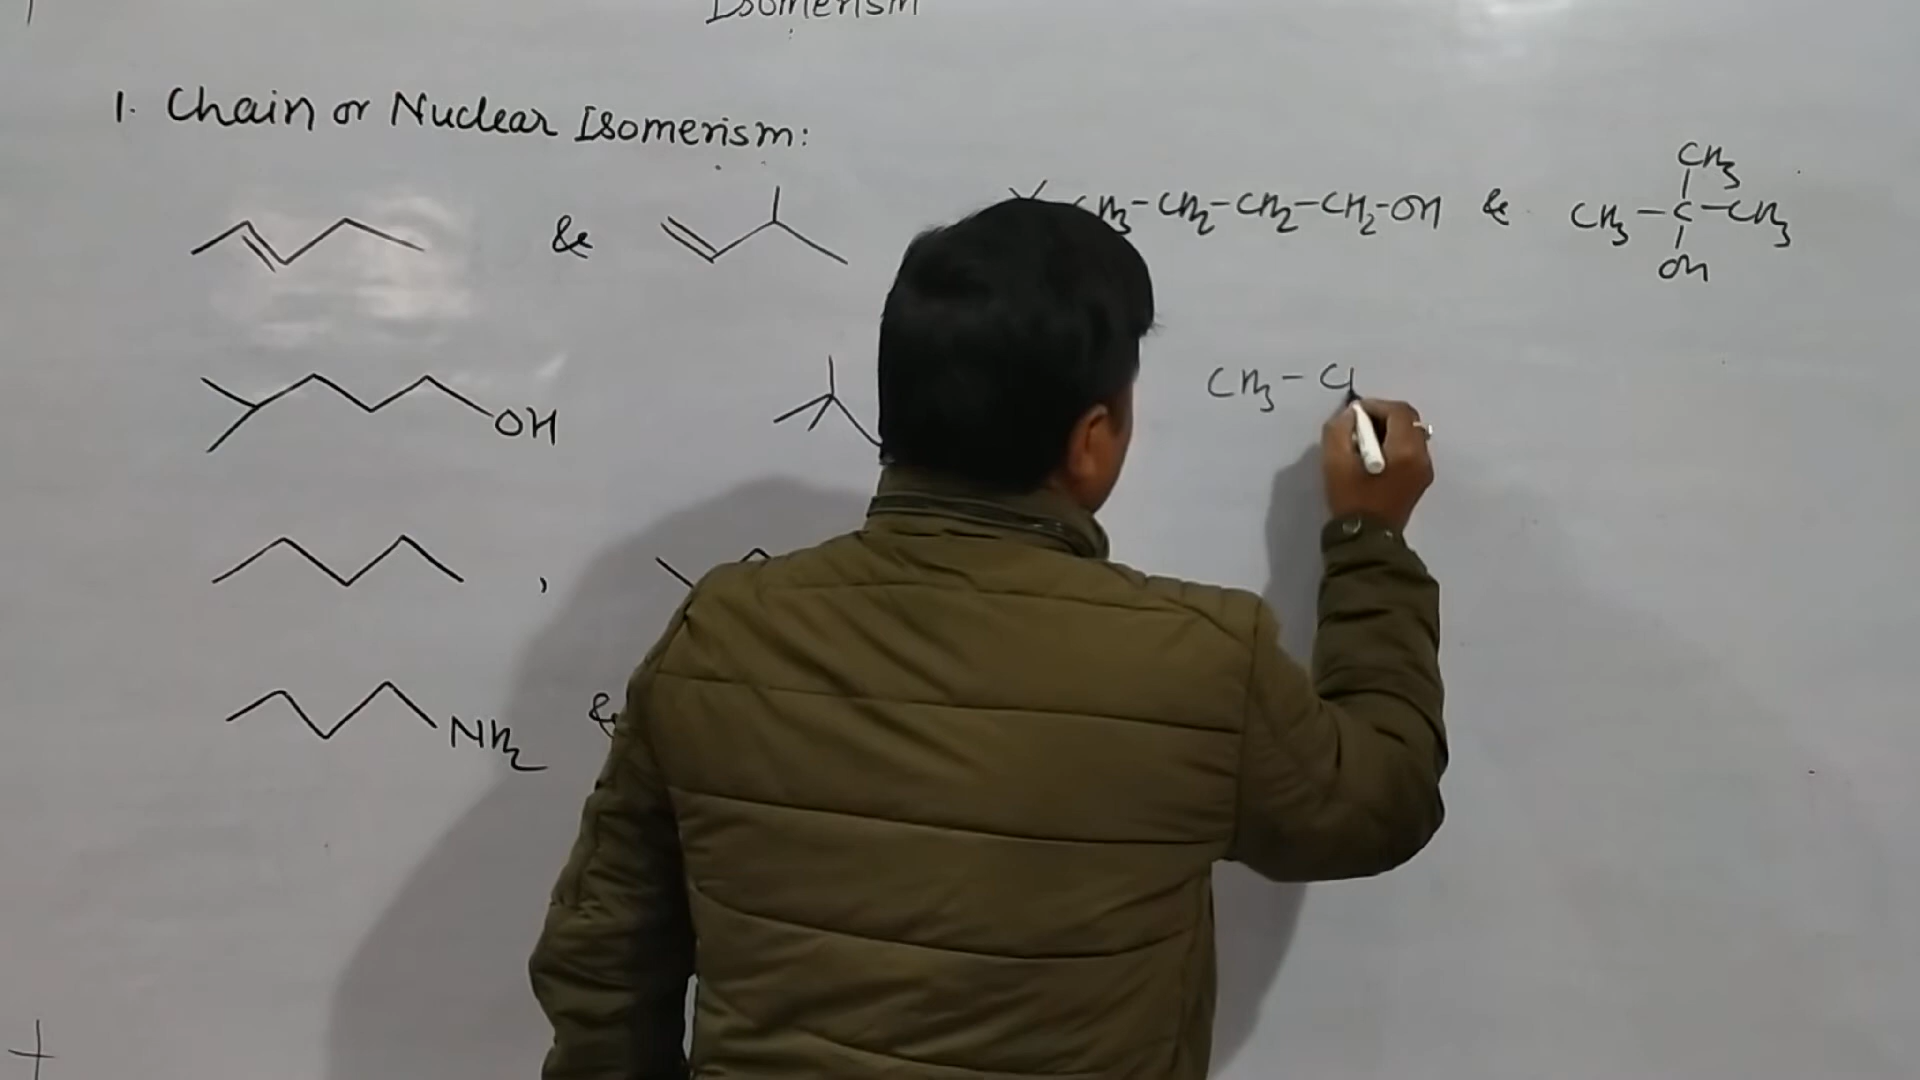 Isomerism
1. Chain or Nuclear Isomerism:
CH3
& CH3-CH2-CH2-CH2-OH & CH3-C-CH3
OH
CH3-C
OH
,
NH2 &